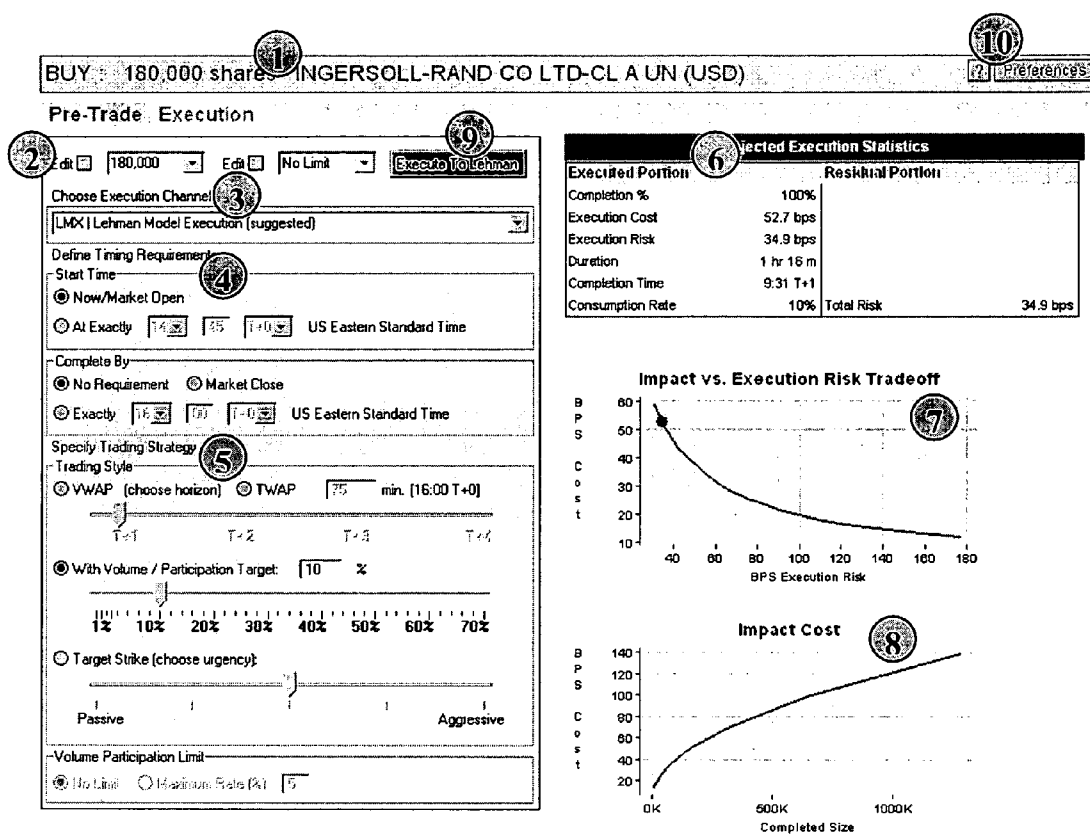 1
10
BUY : 180,000 shares INGERSOLL-RAND CO LTD-CL A UN (USD)
? Preferences
Pre-Trade Execution
2
9
Edit 180,000 Edit No Limit Execute To Lehman
Choose Execution Channel
3
LMX | Lehman Model Execution (suggested)
Define Timing Requirements
4
Start Time
Now/Market Open
At Exactly 14 45 T+0 US Eastern Standard Time
Complete By
No Requirement Market Close
Exactly 16 00 T+0 US Eastern Standard Time
Specify Trading Strategy
5
Trading Style
VWAP (choose horizon) TWAP 75 min. [16:00 T+0]
T+1 T+2 T+3 T+4
With Volume / Participation Target: 10 %
1% 10% 20% 30% 40% 50% 60% 70%
Target Strike (choose urgency):
Passive Aggressive
Volume Participation Limit
No Limit Maximum Rate (%) 5
6
jected Execution Statistics
Executed Portion Residual Portion
Completion % 100%
Execution Cost 52.7 bps
Execution Risk 34.9 bps
Duration 1 hr 16 m
Completion Time 9:31 T+1
Consumption Rate 10% Total Risk 34.9 bps
Impact vs. Execution Risk Tradeoff
7
BPS Cost
60
50
40
30
20
10
40 60 80 100 120 140 160 180
BPS Execution Risk
Impact Cost
8
BPS Cost
140
120
100
80
60
40
20
0K 500K 1000K
Completed Size